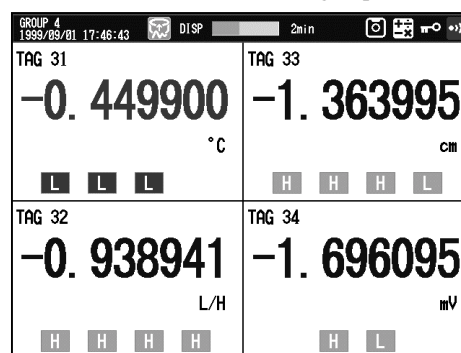 GROUP 4
1999/09/01 17:46:43 DISP 2min
TAG 31
-0.449900
°C
L L L
TAG 33
-1.363995
cm
H H H L
TAG 32
-0.938941
L/H
H H H H
TAG 34
-1.696095
mV
H L